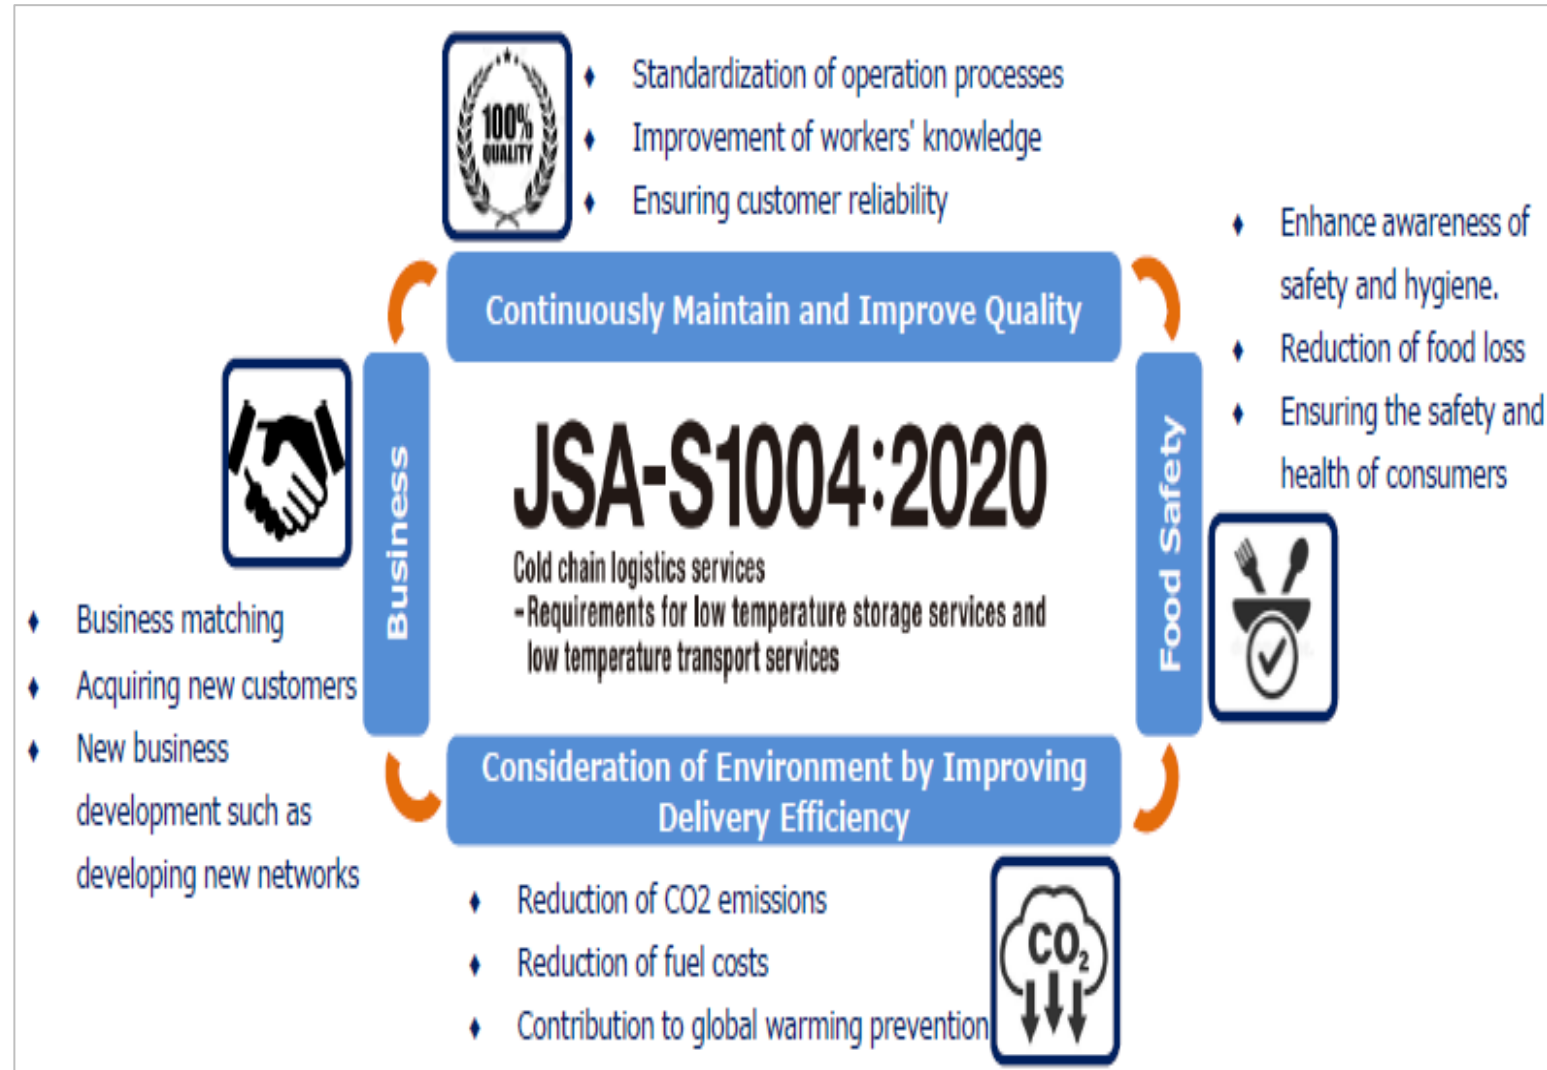 100%
QUALITY
♦ Standardization of operation processes
♦ Improvement of workers' knowledge
♦ Ensuring customer reliability
Continuously Maintain and Improve Quality
♦ Enhance awareness of
safety and hygiene.
♦ Reduction of food loss
♦ Ensuring the safety and
health of consumers
Food Safety
JSA-S1004:2020
Cold chain logistics services
–Requirements for low temperature storage services and
low temperature transport services
Business
♦ Business matching
♦ Acquiring new customers
♦ New business
development such as
developing new networks
Consideration of Environment by Improving
Delivery Efficiency
♦ Reduction of CO2 emissions
♦ Reduction of fuel costs
♦ Contribution to global warming prevention
CO₂